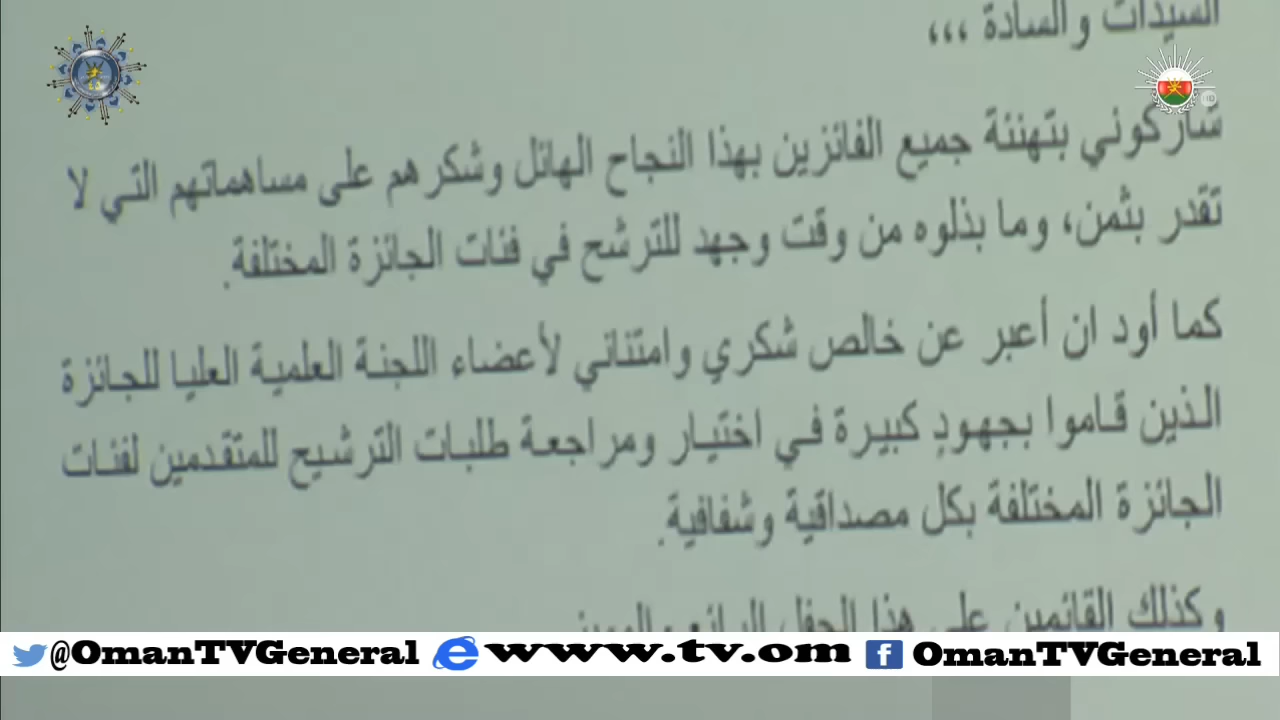 السيدات والسادة ،،،
شاركوني بتهنئة جميع الفائزين بهذا النجاح الهائل وشكرهم على مساهماتهم التي لا
تقدر بثمن، وما بذلوه من وقت وجهد للترشح في فئات الجائزة المختلفة.
كما أود ان أعبر عن خالص شكري وامتناني لأعضاء اللجنة العلمية العليا للجائزة
الذين قاموا بجهودٍ كبيرة في اختيار ومراجعة طلبات الترشيح للمتقدمين لفئات
الجائزة المختلفة بكل مصداقية وشفافية.
وكذلك القائمين على هذا الحفل الرائع
@OmanTVGeneral www.tv.om OmanTVGeneral